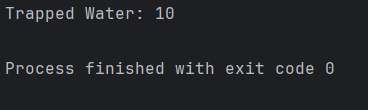 Trapped Water: 10
Process finished with exit code 0